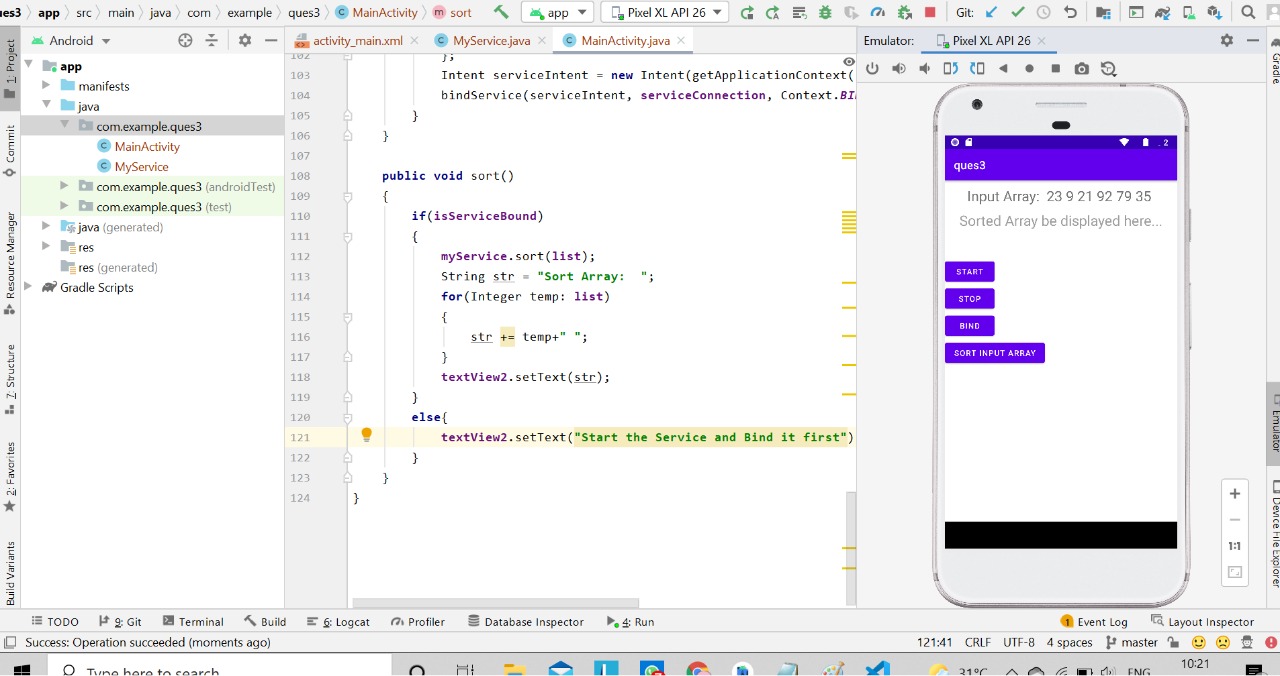 ues3 app src main java com example ques3 MainActivity sort app Pixel XL API 26 Git:
1: Project
Commit
Resource Manager
Z: Structure
2: Favorites
Build Variants
Android
app
manifests
java
com.example.ques3
MainActivity
MyService
com.example.ques3 (androidTest)
com.example.ques3 (test)
java (generated)
res
res (generated)
Gradle Scripts
activity_main.xml MyService.java MainActivity.java
102 };
103 Intent serviceIntent = new Intent(getApplicationContext(
104 bindService(serviceIntent, serviceConnection, Context.BI
105 }
106 }
107
108 public void sort()
109 {
110 if(isServiceBound)
111 {
112 myService.sort(list);
113 String str = "Sort Array:  ";
114 for(Integer temp: list)
115 {
116 str += temp+" ";
117 }
118 textView2.setText(str);
119 }
120 else{
121 textView2.setText("Start the Service and Bind it first")
122 }
123 }
124 }
Emulator: Pixel XL API 26
2
ques3
Input Array:  23 9 21 92 79 35
Sorted Array be displayed here...
START
STOP
BIND
SORT INPUT ARRAY
+
−
1:1
Gradle
Emulator
Device File Explorer
TODO 9: Git Terminal Build 6: Logcat Profiler Database Inspector 4: Run 1 Event Log Layout Inspector
Success: Operation succeeded (moments ago) 121:41 CRLF UTF-8 4 spaces master
Type here to search 31°C ENG 10:21